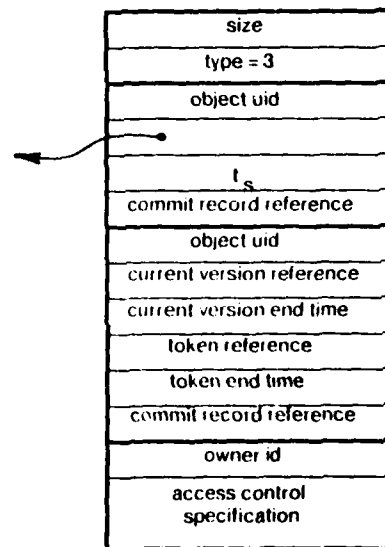 size
type = 3
object uid
t_s
commit record reference
object uid
current version reference
current version end time
token reference
token end time
commit record reference
owner id
access control
specification